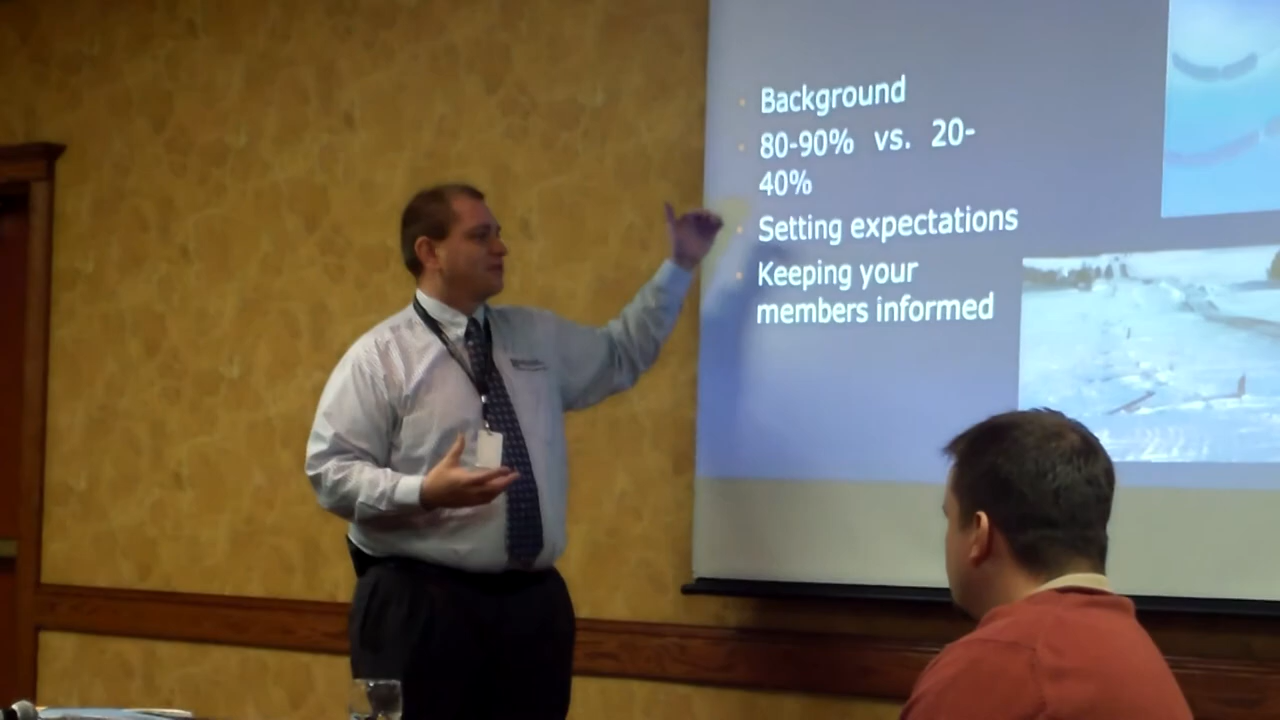 Background
80-90% vs. 20-
40%
Setting expectations
Keeping your
members informed